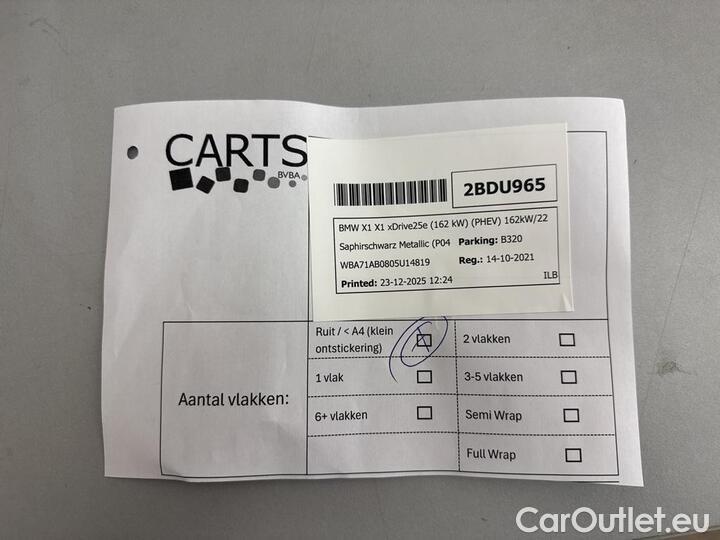 CARTS
BVBA
2BDU965
BMW X1 X1 xDrive25e (162 kW) (PHEV) 162kW/22
Saphirschwarz Metallic (P04 Parking: B320
WBA71AB0805U14819 Reg.: 14-10-2021
Printed: 23-12-2025 12:24 ILB
Ruit / < A4 (klein
ontstickering)
2 vlakken
Aantal vlakken:
1 vlak
3-5 vlakken
6+ vlakken
Semi Wrap
Full Wrap
CarOutlet.eu